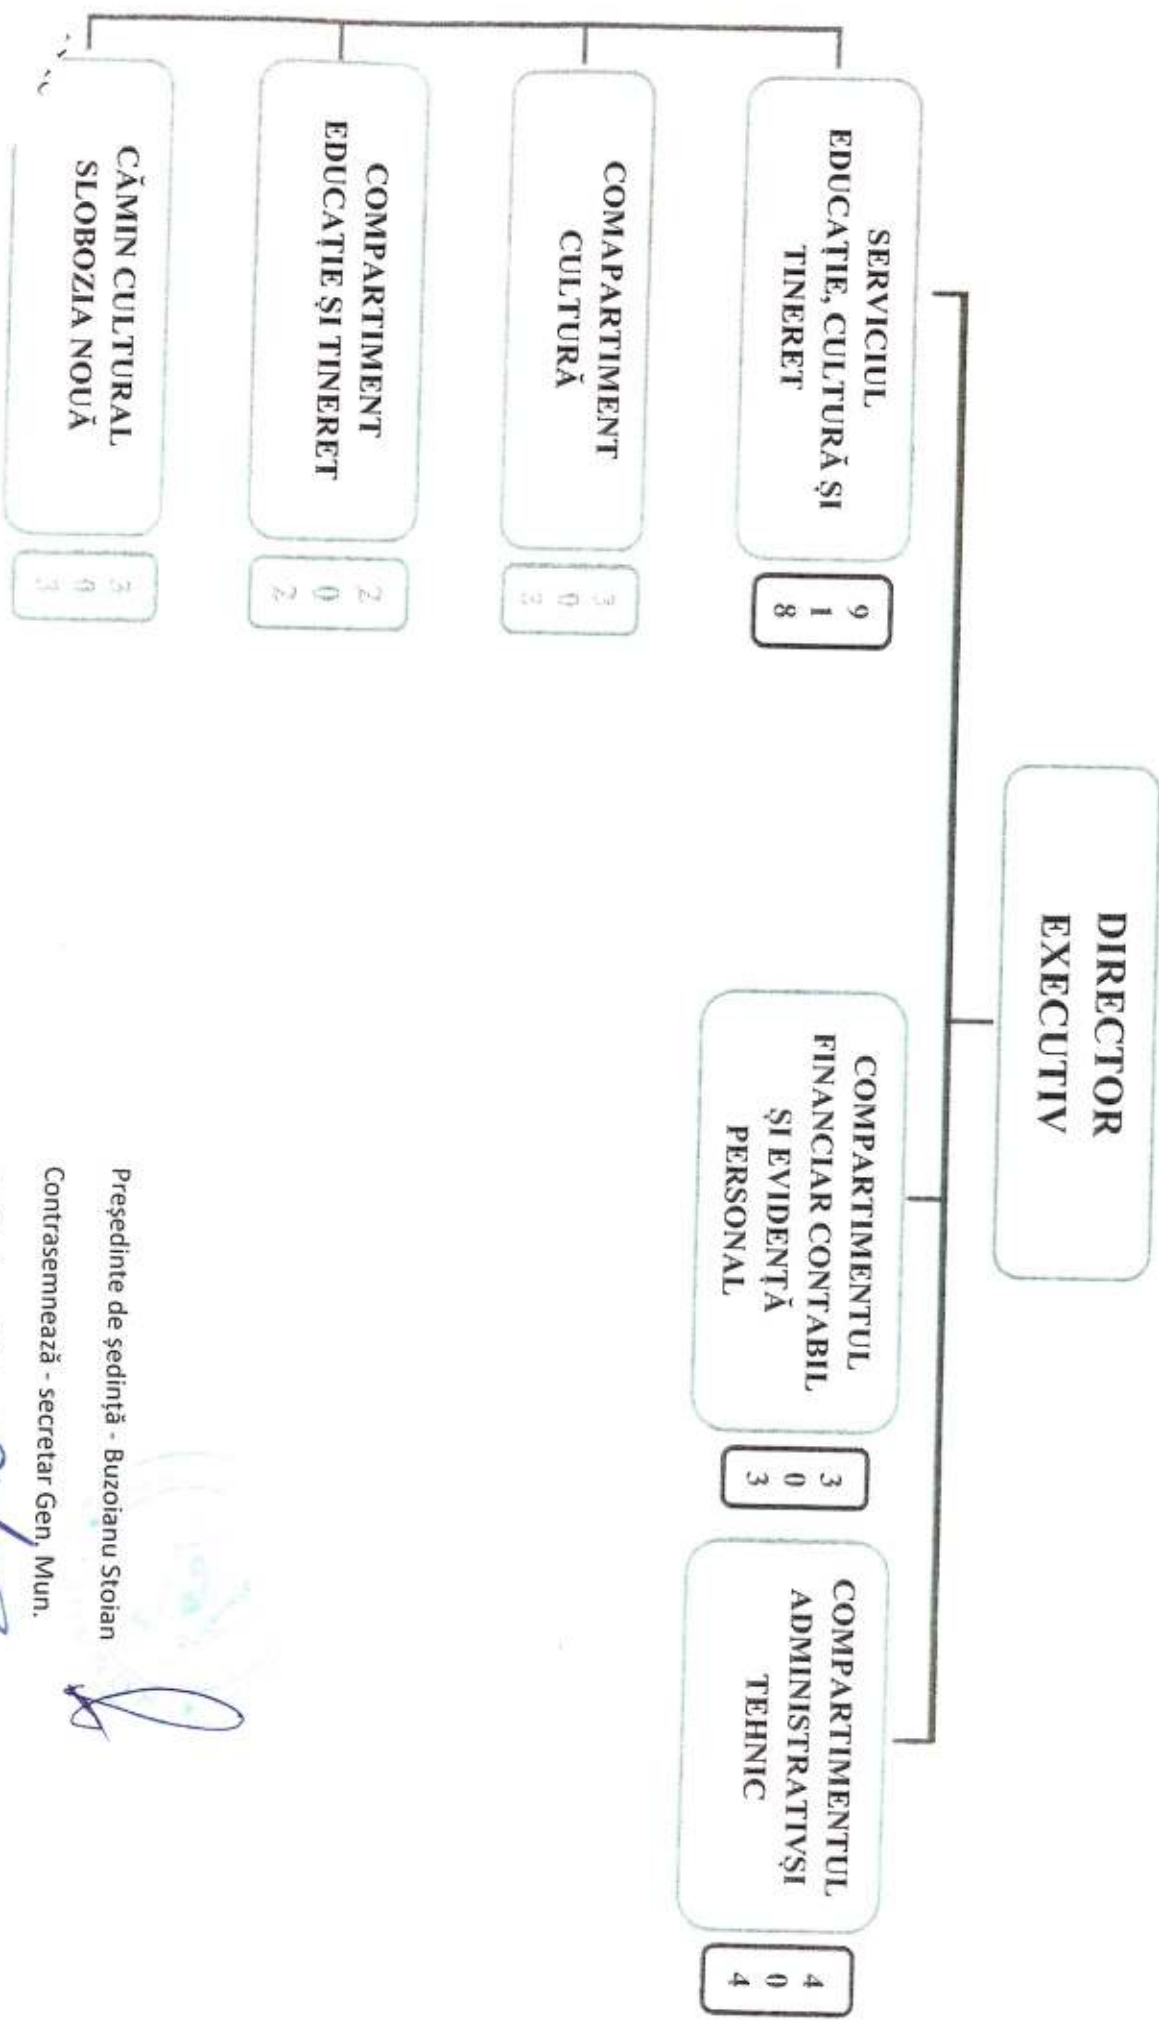 DIRECTOR
EXECUTIV
SERVICIUL
EDUCAȚIE, CULTURĂ ȘI
TINERET
9
1
8
COMPARTIMENTUL
FINANCIAR CONTABIL
ȘI EVIDENȚĂ
PERSONAL
3
0
3
COMPARTIMENTUL
ADMINISTRATIVȘI
TEHNIC
4
0
4
COMAPARTIMENT
CULTURĂ
3
0
3
COMPARTIMENT
EDUCAȚIE ȘI TINERET
2
0
2
CĂMIN CULTURAL
SLOBOZIA NOUĂ
3
0
3
Președinte de ședință - Buzoianu Stoian
Contrasemnează - secretar Gen. Mun.